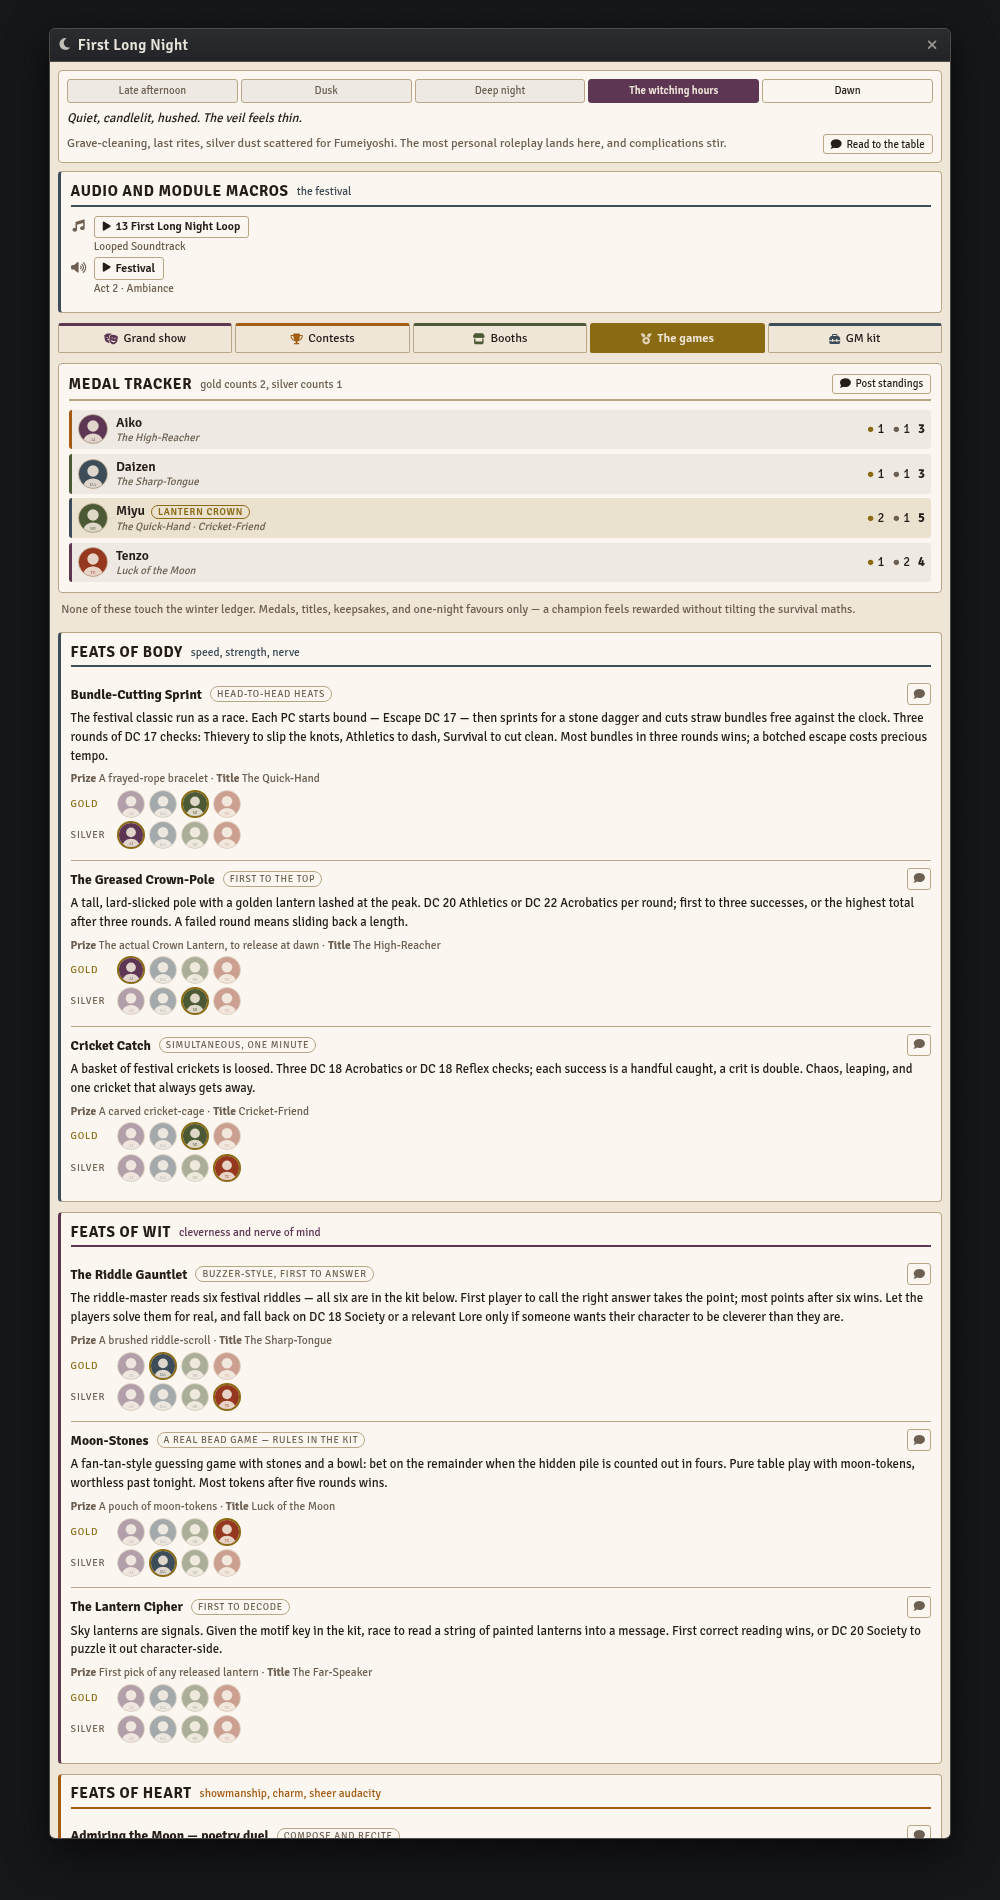 First Long Night
Late afternoon
Dusk
Deep night
The witching hours
Dawn
Quiet, candlelit, hushed. The veil feels thin.
Grave-cleaning, last rites, silver dust scattered for Fumeiyoshi. The most personal roleplay lands here, and complications stir.
Read to the table
AUDIO AND MODULE MACROS the festival
13 First Long Night Loop
Looped Soundtrack
Festival
Act 2 · Ambiance
Grand show
Contests
Booths
The games
GM kit
MEDAL TRACKER gold counts 2, silver counts 1
Post standings
Aiko
The High-Reacher
1 1 3
Daizen
The Sharp-Tongue
1 1 3
Miyu LANTERN CROWN
The Quick-Hand · Cricket-Friend
2 1 5
Tenzo
Luck of the Moon
1 2 4
None of these touch the winter ledger. Medals, titles, keepsakes, and one-night favours only — a champion feels rewarded without tilting the survival maths.
FEATS OF BODY speed, strength, nerve
Bundle-Cutting Sprint HEAD-TO-HEAD HEATS
The festival classic run as a race. Each PC starts bound — Escape DC 17 — then sprints for a stone dagger and cuts straw bundles free against the clock. Three
rounds of DC 17 checks: Thievery to slip the knots, Athletics to dash, Survival to cut clean. Most bundles in three rounds wins; a botched escape costs precious
tempo.
Prize A frayed-rope bracelet · Title The Quick-Hand
GOLD
SILVER
The Greased Crown-Pole FIRST TO THE TOP
A tall, lard-slicked pole with a golden lantern lashed at the peak. DC 20 Athletics or DC 22 Acrobatics per round; first to three successes, or the highest total
after three rounds. A failed round means sliding back a length.
Prize The actual Crown Lantern, to release at dawn · Title The High-Reacher
GOLD
SILVER
Cricket Catch SIMULTANEOUS, ONE MINUTE
A basket of festival crickets is loosed. Three DC 18 Acrobatics or DC 18 Reflex checks; each success is a handful caught, a crit is double. Chaos, leaping, and
one cricket that always gets away.
Prize A carved cricket-cage · Title Cricket-Friend
GOLD
SILVER
FEATS OF WIT cleverness and nerve of mind
The Riddle Gauntlet BUZZER-STYLE, FIRST TO ANSWER
The riddle-master reads six festival riddles — all six are in the kit below. First player to call the right answer takes the point; most points after six wins. Let the
players solve them for real, and fall back on DC 18 Society or a relevant Lore only if someone wants their character to be cleverer than they are.
Prize A brushed riddle-scroll · Title The Sharp-Tongue
GOLD
SILVER
Moon-Stones A REAL BEAD GAME — RULES IN THE KIT
A fan-tan-style guessing game with stones and a bowl: bet on the remainder when the hidden pile is counted out in fours. Pure table play with moon-tokens,
worthless past tonight. Most tokens after five rounds wins.
Prize A pouch of moon-tokens · Title Luck of the Moon
GOLD
SILVER
The Lantern Cipher FIRST TO DECODE
Sky lanterns are signals. Given the motif key in the kit, race to read a string of painted lanterns into a message. First correct reading wins, or DC 20 Society to
puzzle it out character-side.
Prize First pick of any released lantern · Title The Far-Speaker
GOLD
SILVER
FEATS OF HEART showmanship, charm, sheer audacity
Admiring the Moon — poetry duel COMPOSE AND RECITE